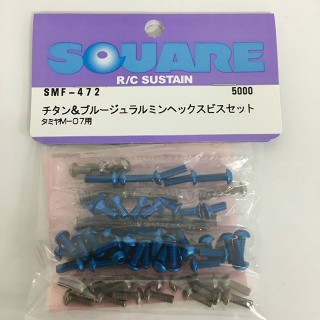 SQUARE
R/C SUSTAIN
SMF-472 5000
チタン&ブルージュラルミンヘックスビスセット
タミヤM-07用